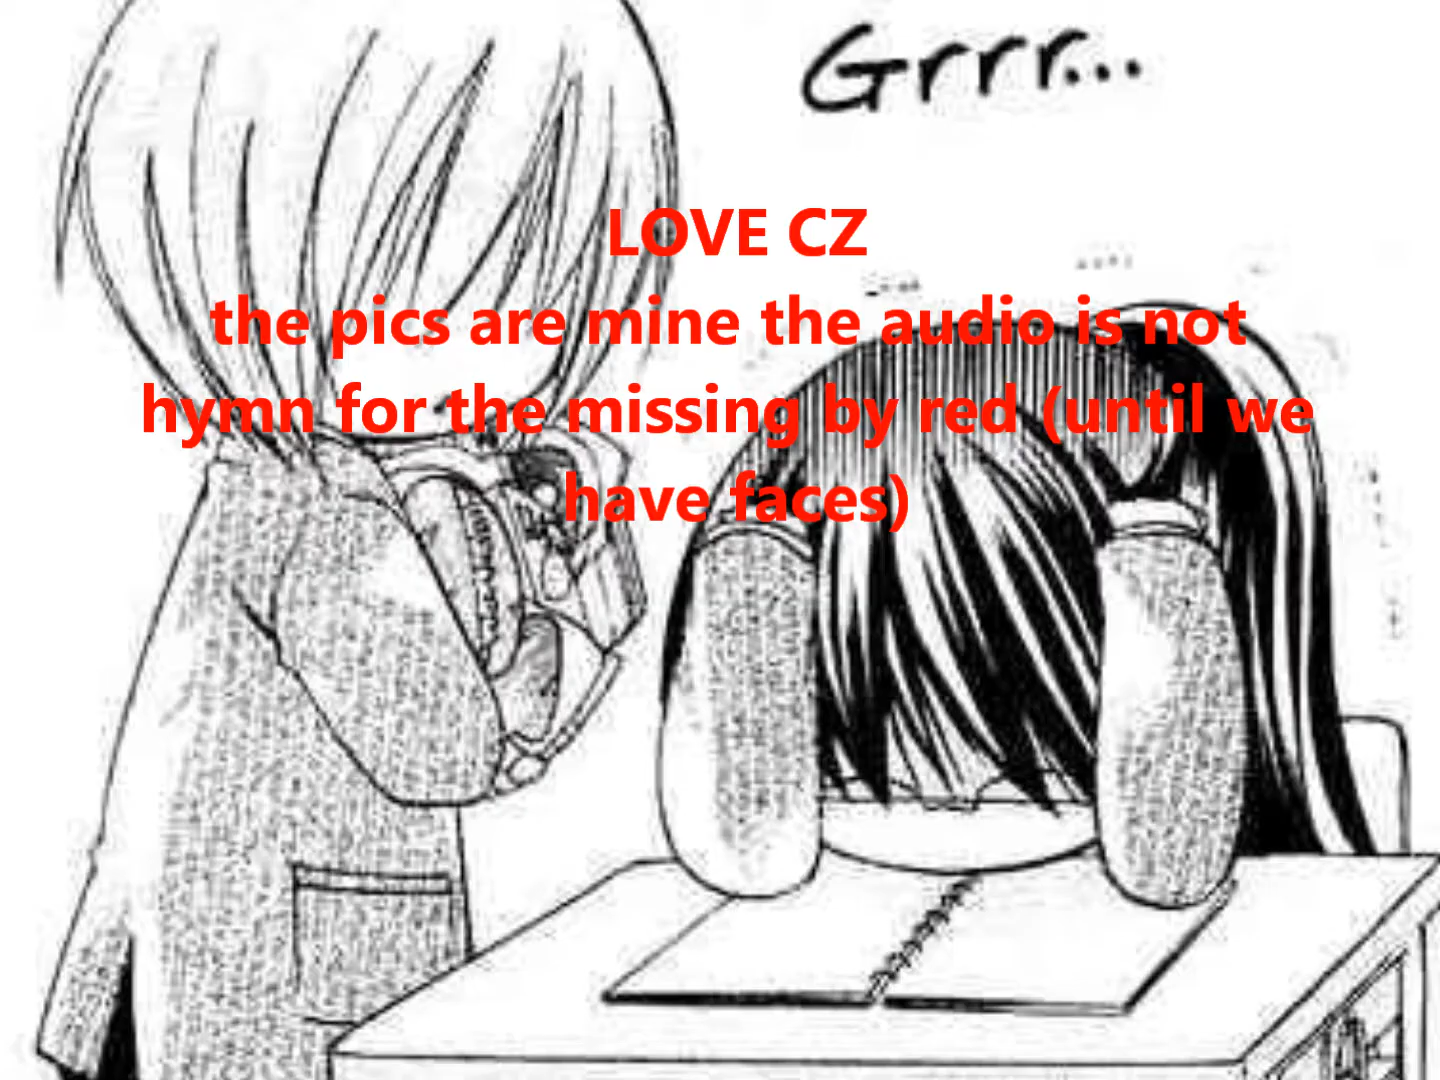 Grrr...
LOVE CZ
the pics are mine the audio is not
hymn for the missing by red (until we
have faces)